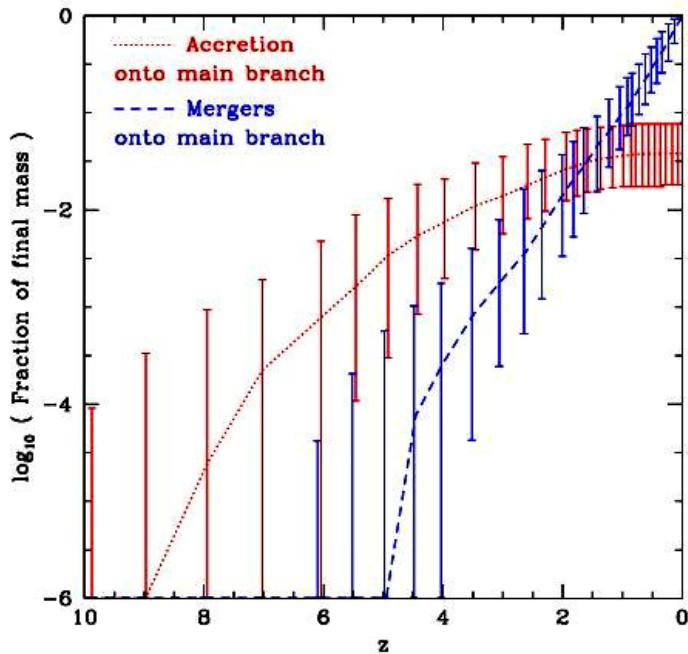 0
Accretion
onto main branch
Mergers
onto main branch
-2
-4
-6
log₁₀ ( Fraction of final mass )
10
8
6
4
2
0
z